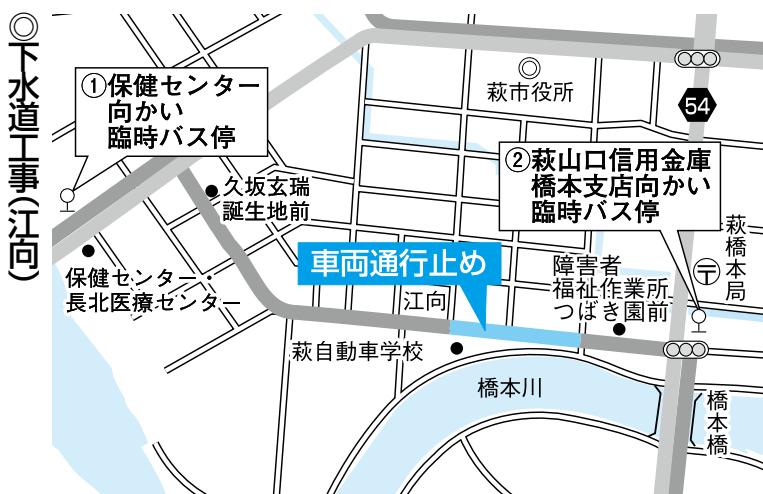 ◎下水道工事(江向)
①保健センター
向かい
臨時バス停
萩市役所
54
②萩山口信用金庫
橋本支店向かい
臨時バス停
久坂玄瑞
誕生地前
萩橋本局
保健センター・
長北医療センター
車両通行止め
障害者
福祉作業所
つばき園前
江向
萩自動車学校
橋本川
橋本橋